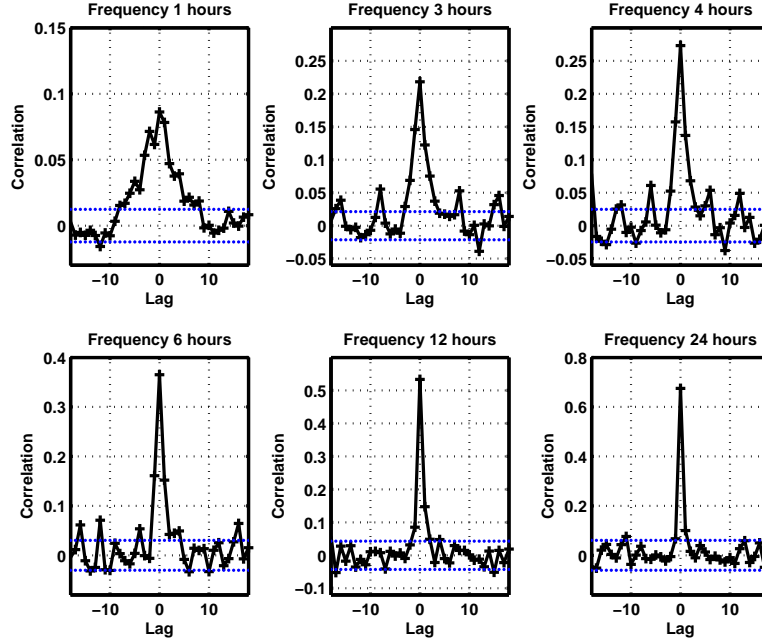 Frequency 1 hours
0.15
0.1
0.05
0
Correlation
−10
0
10
Lag
Frequency 3 hours
0.25
0.2
0.15
0.1
0.05
0
−0.05
Correlation
−10
0
10
Lag
Frequency 4 hours
0.25
0.2
0.15
0.1
0.05
0
−0.05
Correlation
−10
0
10
Lag
Frequency 6 hours
0.4
0.3
0.2
0.1
0
Correlation
−10
0
10
Lag
Frequency 12 hours
0.5
0.4
0.3
0.2
0.1
0
−0.1
Correlation
−10
0
10
Lag
Frequency 24 hours
0.8
0.6
0.4
0.2
0
Correlation
−10
0
10
Lag